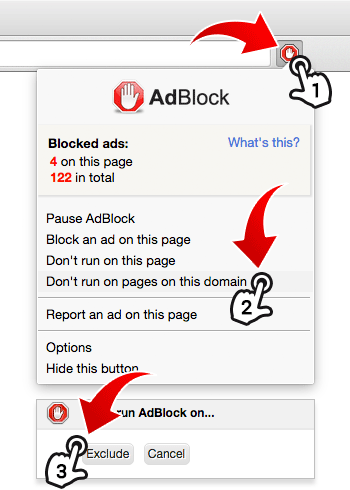 1
AdBlock
Blocked ads: What's this?
4 on this page
122 in total
Pause AdBlock
Block an ad on this page
Don't run on this page
Don't run on pages on this domain
2
Report an ad on this page
Options
Hide this button
run AdBlock on...
3
Exclude Cancel